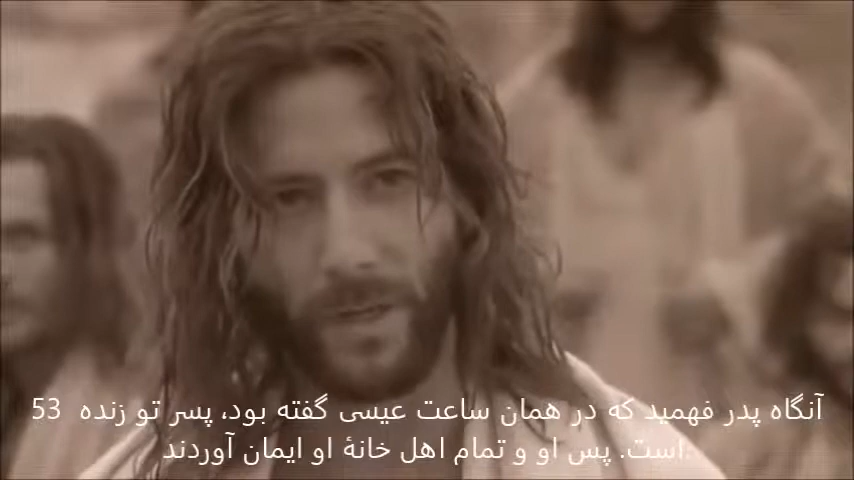 آنگاه پدر فهمید که در همان ساعت عیسی گفته بود، پسر تو زنده 53
است. پس او و تمام اهل خانهٔ او ایمان آوردند.